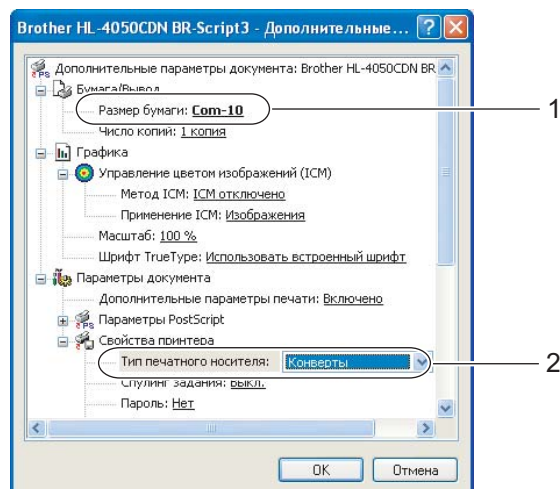 Brother HL-4050CDN BR-Script3 - Дополнительные...
Дополнительные параметры документа: Brother HL-4050CDN BR
Бумага/Вывод
Размер бумаги: Com-10
1
Число копий: 1 копия
Графика
Управление цветом изображений (ICM)
Метод ICM: ICM отключено
Применение ICM: Изображения
Масштаб: 100 %
Шрифт TrueType: Использовать встроенный шрифт
Параметры документа
Дополнительные параметры печати: Включено
Параметры PostScript
Свойства принтера
Тип печатного носителя: Конверты
2
Спулинг задания: Выкл.
Пароль: Нет
OK
Отмена